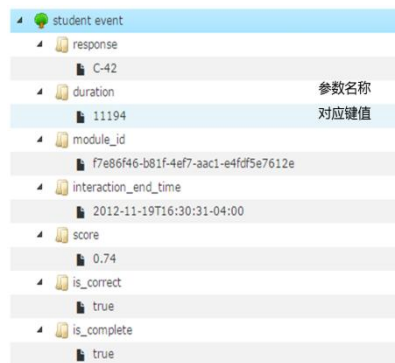 student event
response
C-42
duration
参数名称
11194
对应键值
module_id
f7e86f46-b81f-4ef7-aac1-e4fdf5e7612e
interaction_end_time
2012-11-19T16:30:31-04:00
score
0.74
is_correct
true
is_complete
true